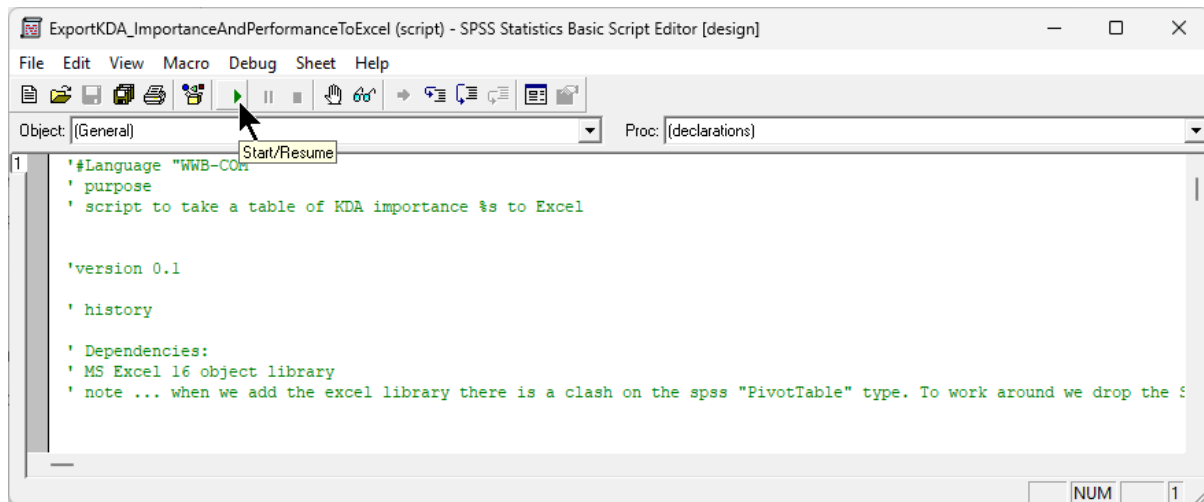 ExportKDA_ImportanceAndPerformanceToExcel (script) - SPSS Statistics Basic Script Editor [design]
File Edit View Macro Debug Sheet Help
Object: (General) Proc: (declarations)
Start/Resume
1
'#Language "WWB-COM"
' purpose
' script to take a table of KDA importance %s to Excel
'version 0.1
' history
' Dependencies:
' MS Excel 16 object library
' note ... when we add the excel library there is a clash on the spss "PivotTable" type. To work around we drop the S
NUM 1